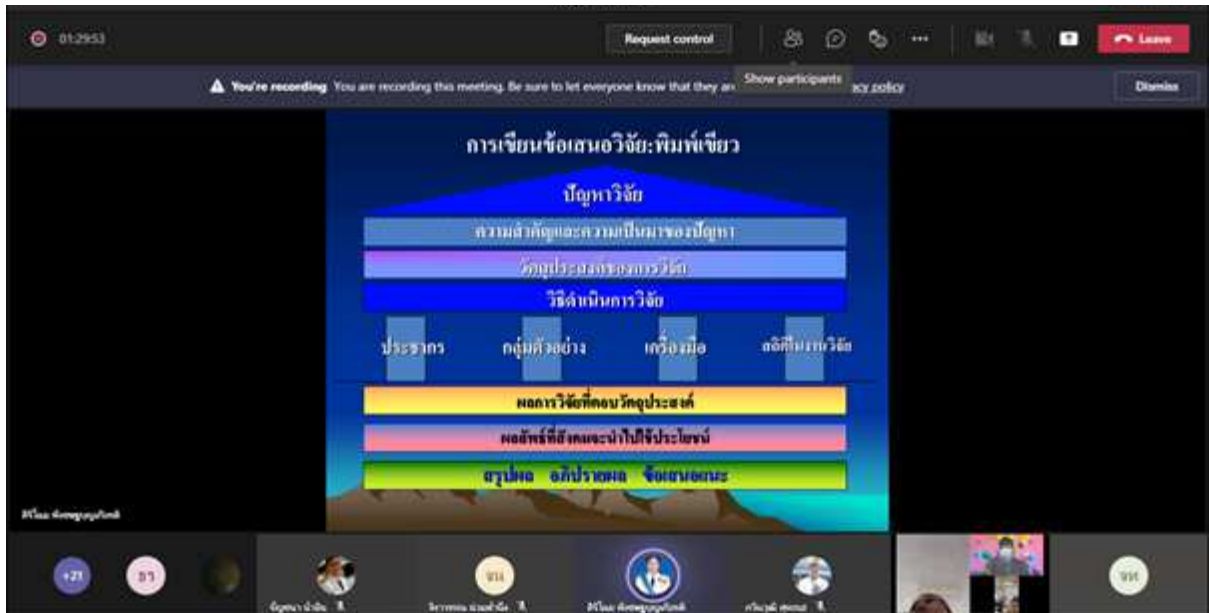 01:29:53
Request control
Leave
Show participants
You're recording You are recording this meeting. Be sure to let everyone know that they are
acy policy
Dismiss
การเขียนข้อเสนอวิจัย:พิมพ์เขียว
ปัญหาวิจัย
ความสำคัญและความเป็นมาของปัญหา
วัตถุประสงค์ของการวิจัย
วิธีดำเนินการวิจัย
ประชากร กลุ่มตัวอย่าง เครื่องมือ สถิติในงานวิจัย
ผลการวิจัยที่ตอบวัตถุประสงค์
ผลลัพธ์ที่สังคมจะนำไปใช้ประโยชน์
สรุปผล อภิปรายผล ข้อเสนอแนะ
+21
ธา